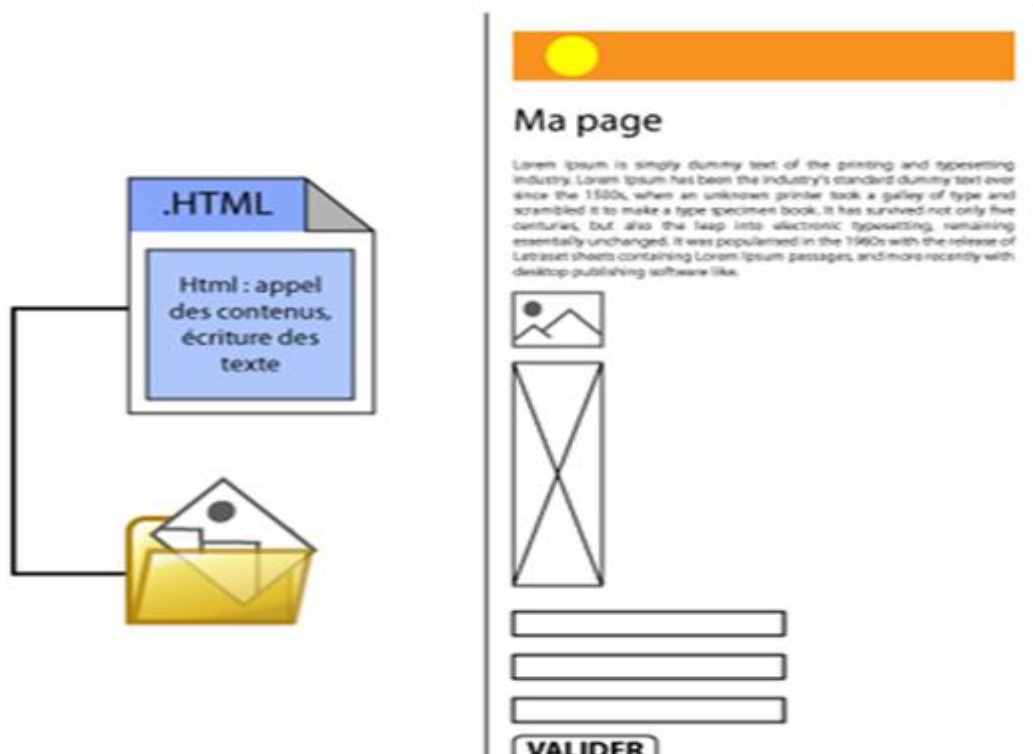 .HTML
Html : appel
des contenus,
écriture des
texte
Ma page
Lorem Ipsum is simply dummy text of the printing and typesetting
industry. Lorem Ipsum has been the industry's standard dummy text ever
since the 1500s, when an unknown printer took a galley of type and
scrambled it to make a type specimen book. It has survived not only five
centuries, but also the leap into electronic typesetting, remaining
essentially unchanged. It was popularised in the 1960s with the release of
Letraset sheets containing Lorem Ipsum passages, and more recently with
desktop publishing software like.
VALIDER